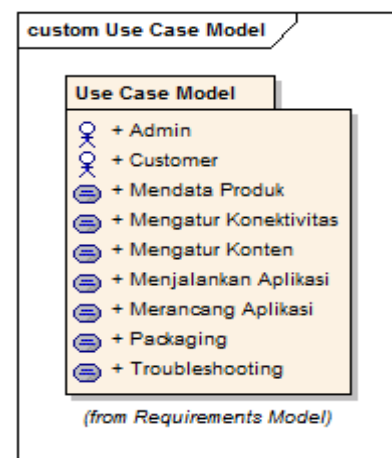 custom Use Case Model
Use Case Model
+ Admin
+ Customer
+ Mendata Produk
+ Mengatur Konektivitas
+ Mengatur Konten
+ Menjalankan Aplikasi
+ Merancang Aplikasi
+ Packaging
+ Troubleshooting
(from Requirements Model)